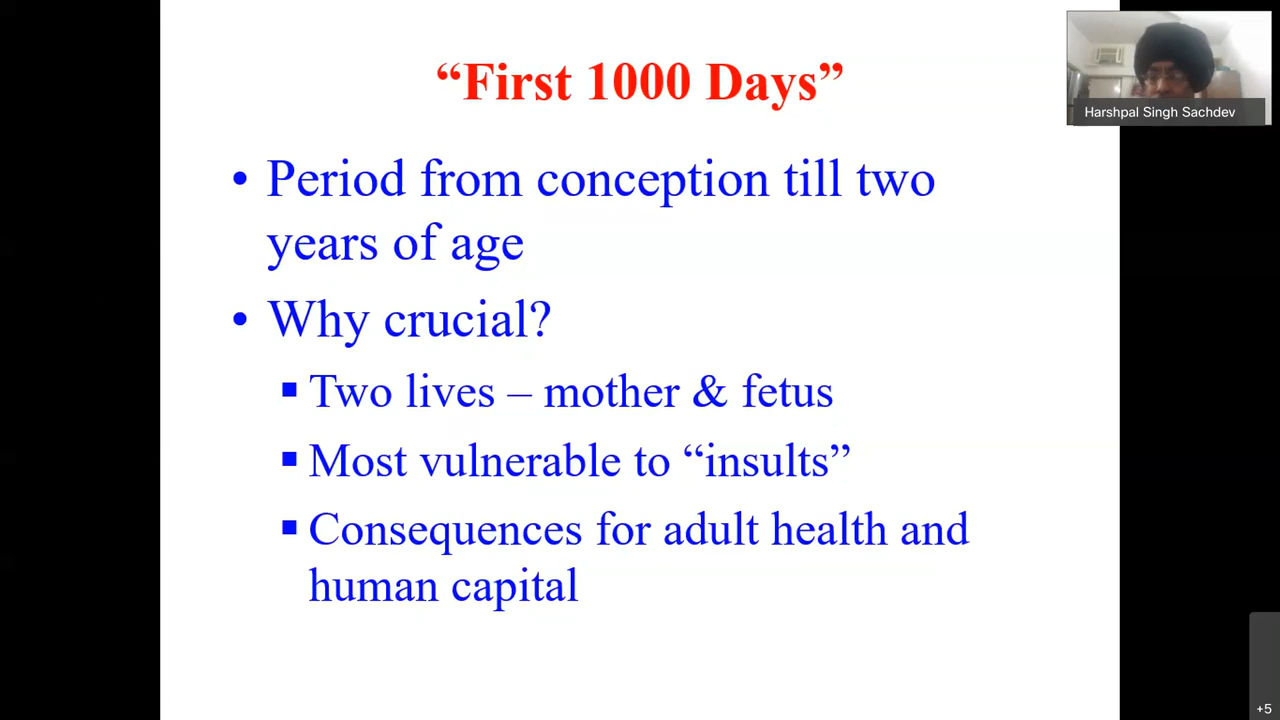 “First 1000 Days”
Harshpal Singh Sachdev
• Period from conception till two
years of age
• Why crucial?
▪ Two lives – mother & fetus
▪ Most vulnerable to “insults”
▪ Consequences for adult health and
human capital
+5